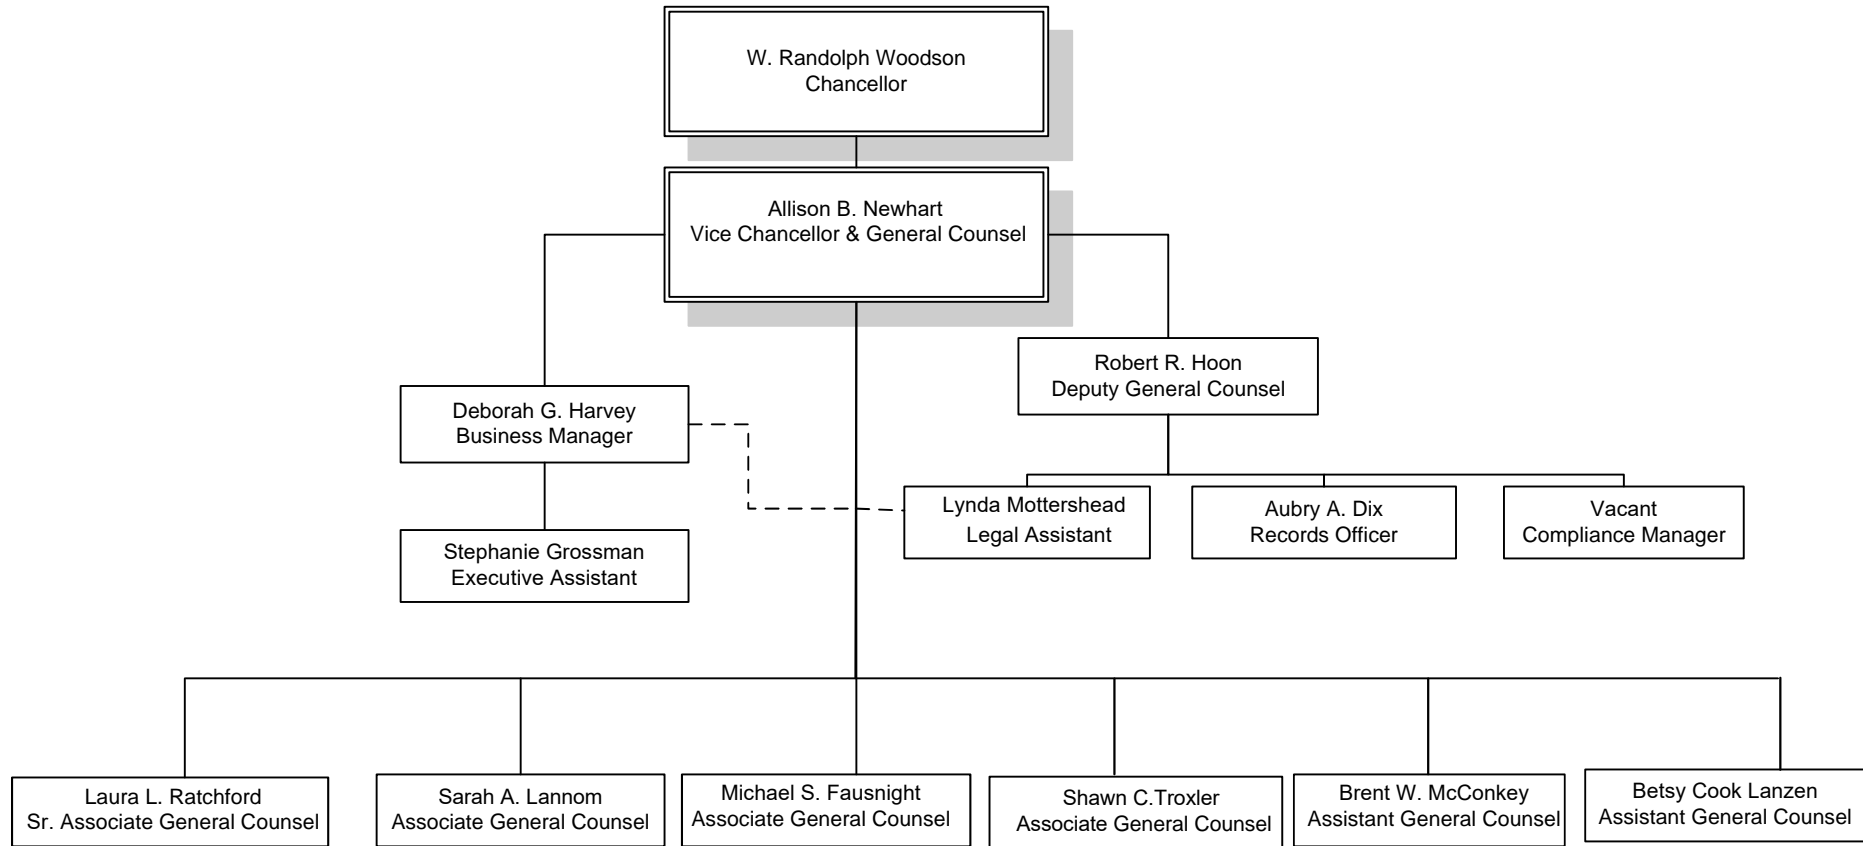 W. Randolph Woodson
Chancellor
Allison B. Newhart
Vice Chancellor & General Counsel
Robert R. Hoon
Deputy General Counsel
Deborah G. Harvey
Business Manager
Lynda Mottershead
Legal Assistant
Aubry A. Dix
Records Officer
Vacant
Compliance Manager
Stephanie Grossman
Executive Assistant
Laura L. Ratchford
Sr. Associate General Counsel
Sarah A. Lannom
Associate General Counsel
Michael S. Fausnight
Associate General Counsel
Shawn C.Troxler
Associate General Counsel
Brent W. McConkey
Assistant General Counsel
Betsy Cook Lanzen
Assistant General Counsel